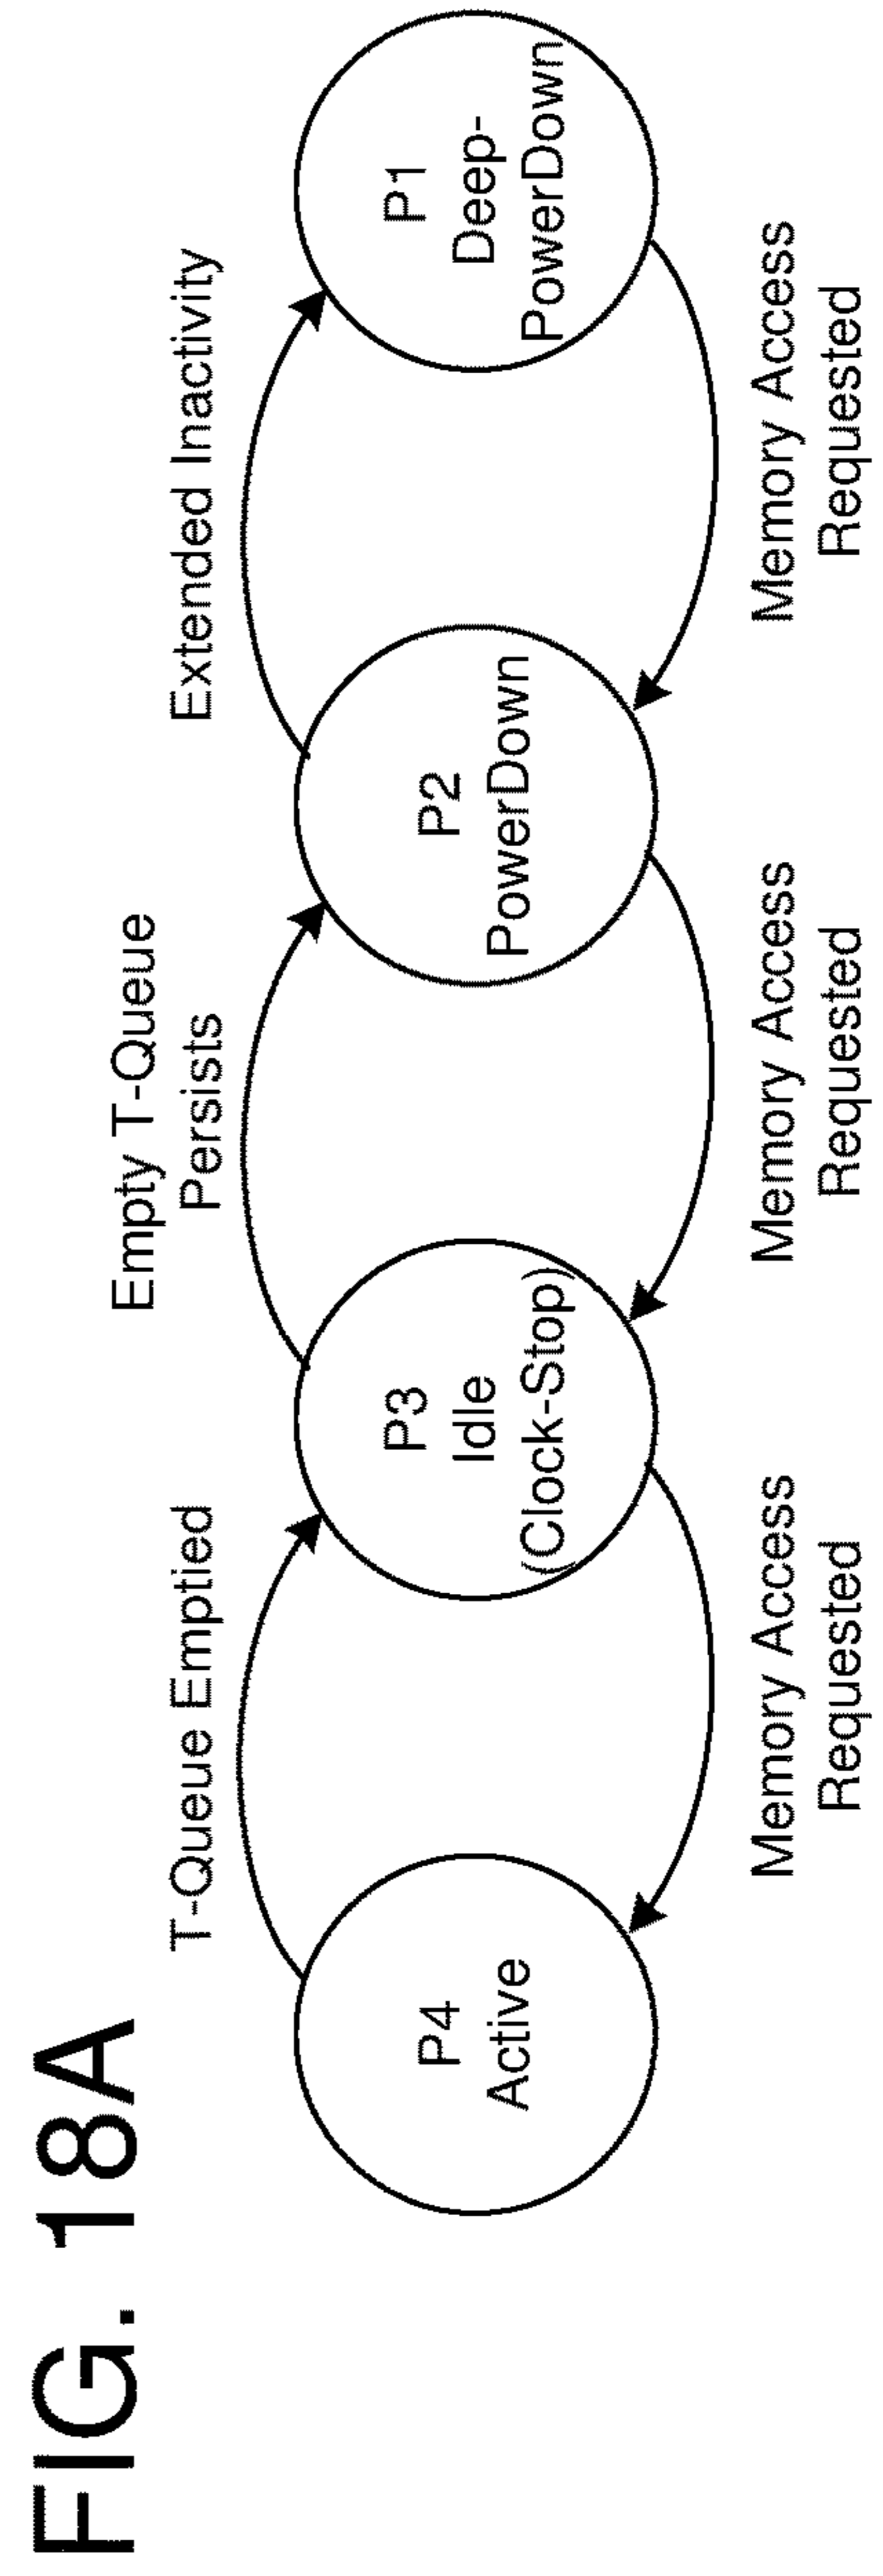 FIG. 18A
T-Queue Emptied
Empty T-Queue
Persists
Extended Inactivity
P4
Active
P3
Idle
(Clock-Stop)
P2
PowerDown
P1
Deep-
PowerDown
Memory Access
Requested
Memory Access
Requested
Memory Access
Requested